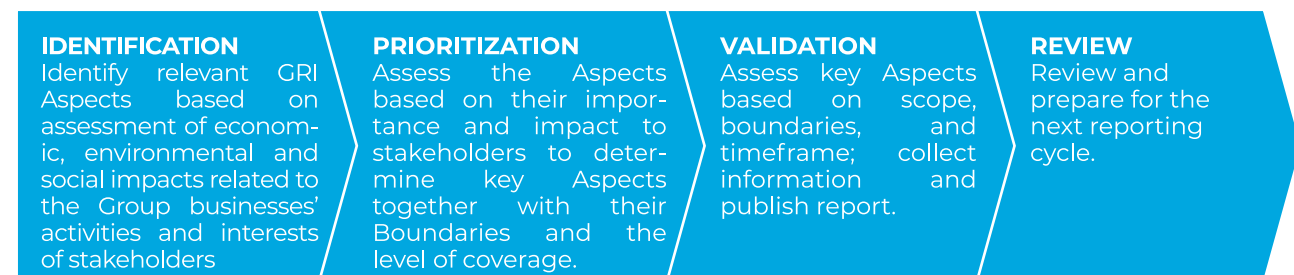 IDENTIFICATION
Identify relevant GRI
Aspects based on
assessment of econom-
ic, environmental and
social impacts related to
the Group businesses’
activities and interests
of stakeholders
PRIORITIZATION
Assess the Aspects
based on their impor-
tance and impact to
stakeholders to deter-
mine key Aspects
together with their
Boundaries and the
level of coverage.
VALIDATION
Assess key Aspects
based on scope,
boundaries, and
timeframe; collect
information and
publish report.
REVIEW
Review and
prepare for the
next reporting
cycle.